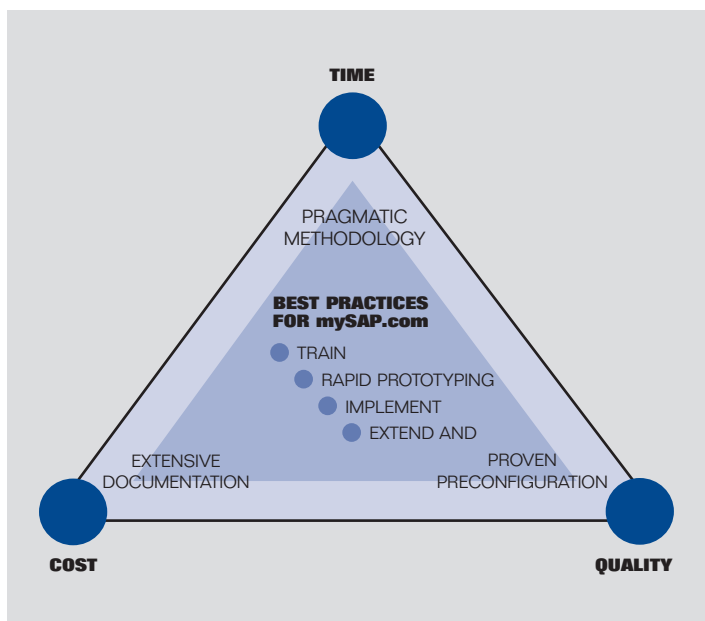 TIME
PRAGMATIC
METHODOLOGY
BEST PRACTICES
FOR mySAP.com
TRAIN
RAPID PROTOTYPING
IMPLEMENT
EXTEND AND
EXTENSIVE
DOCUMENTATION
PROVEN
PRECONFIGURATION
COST
QUALITY